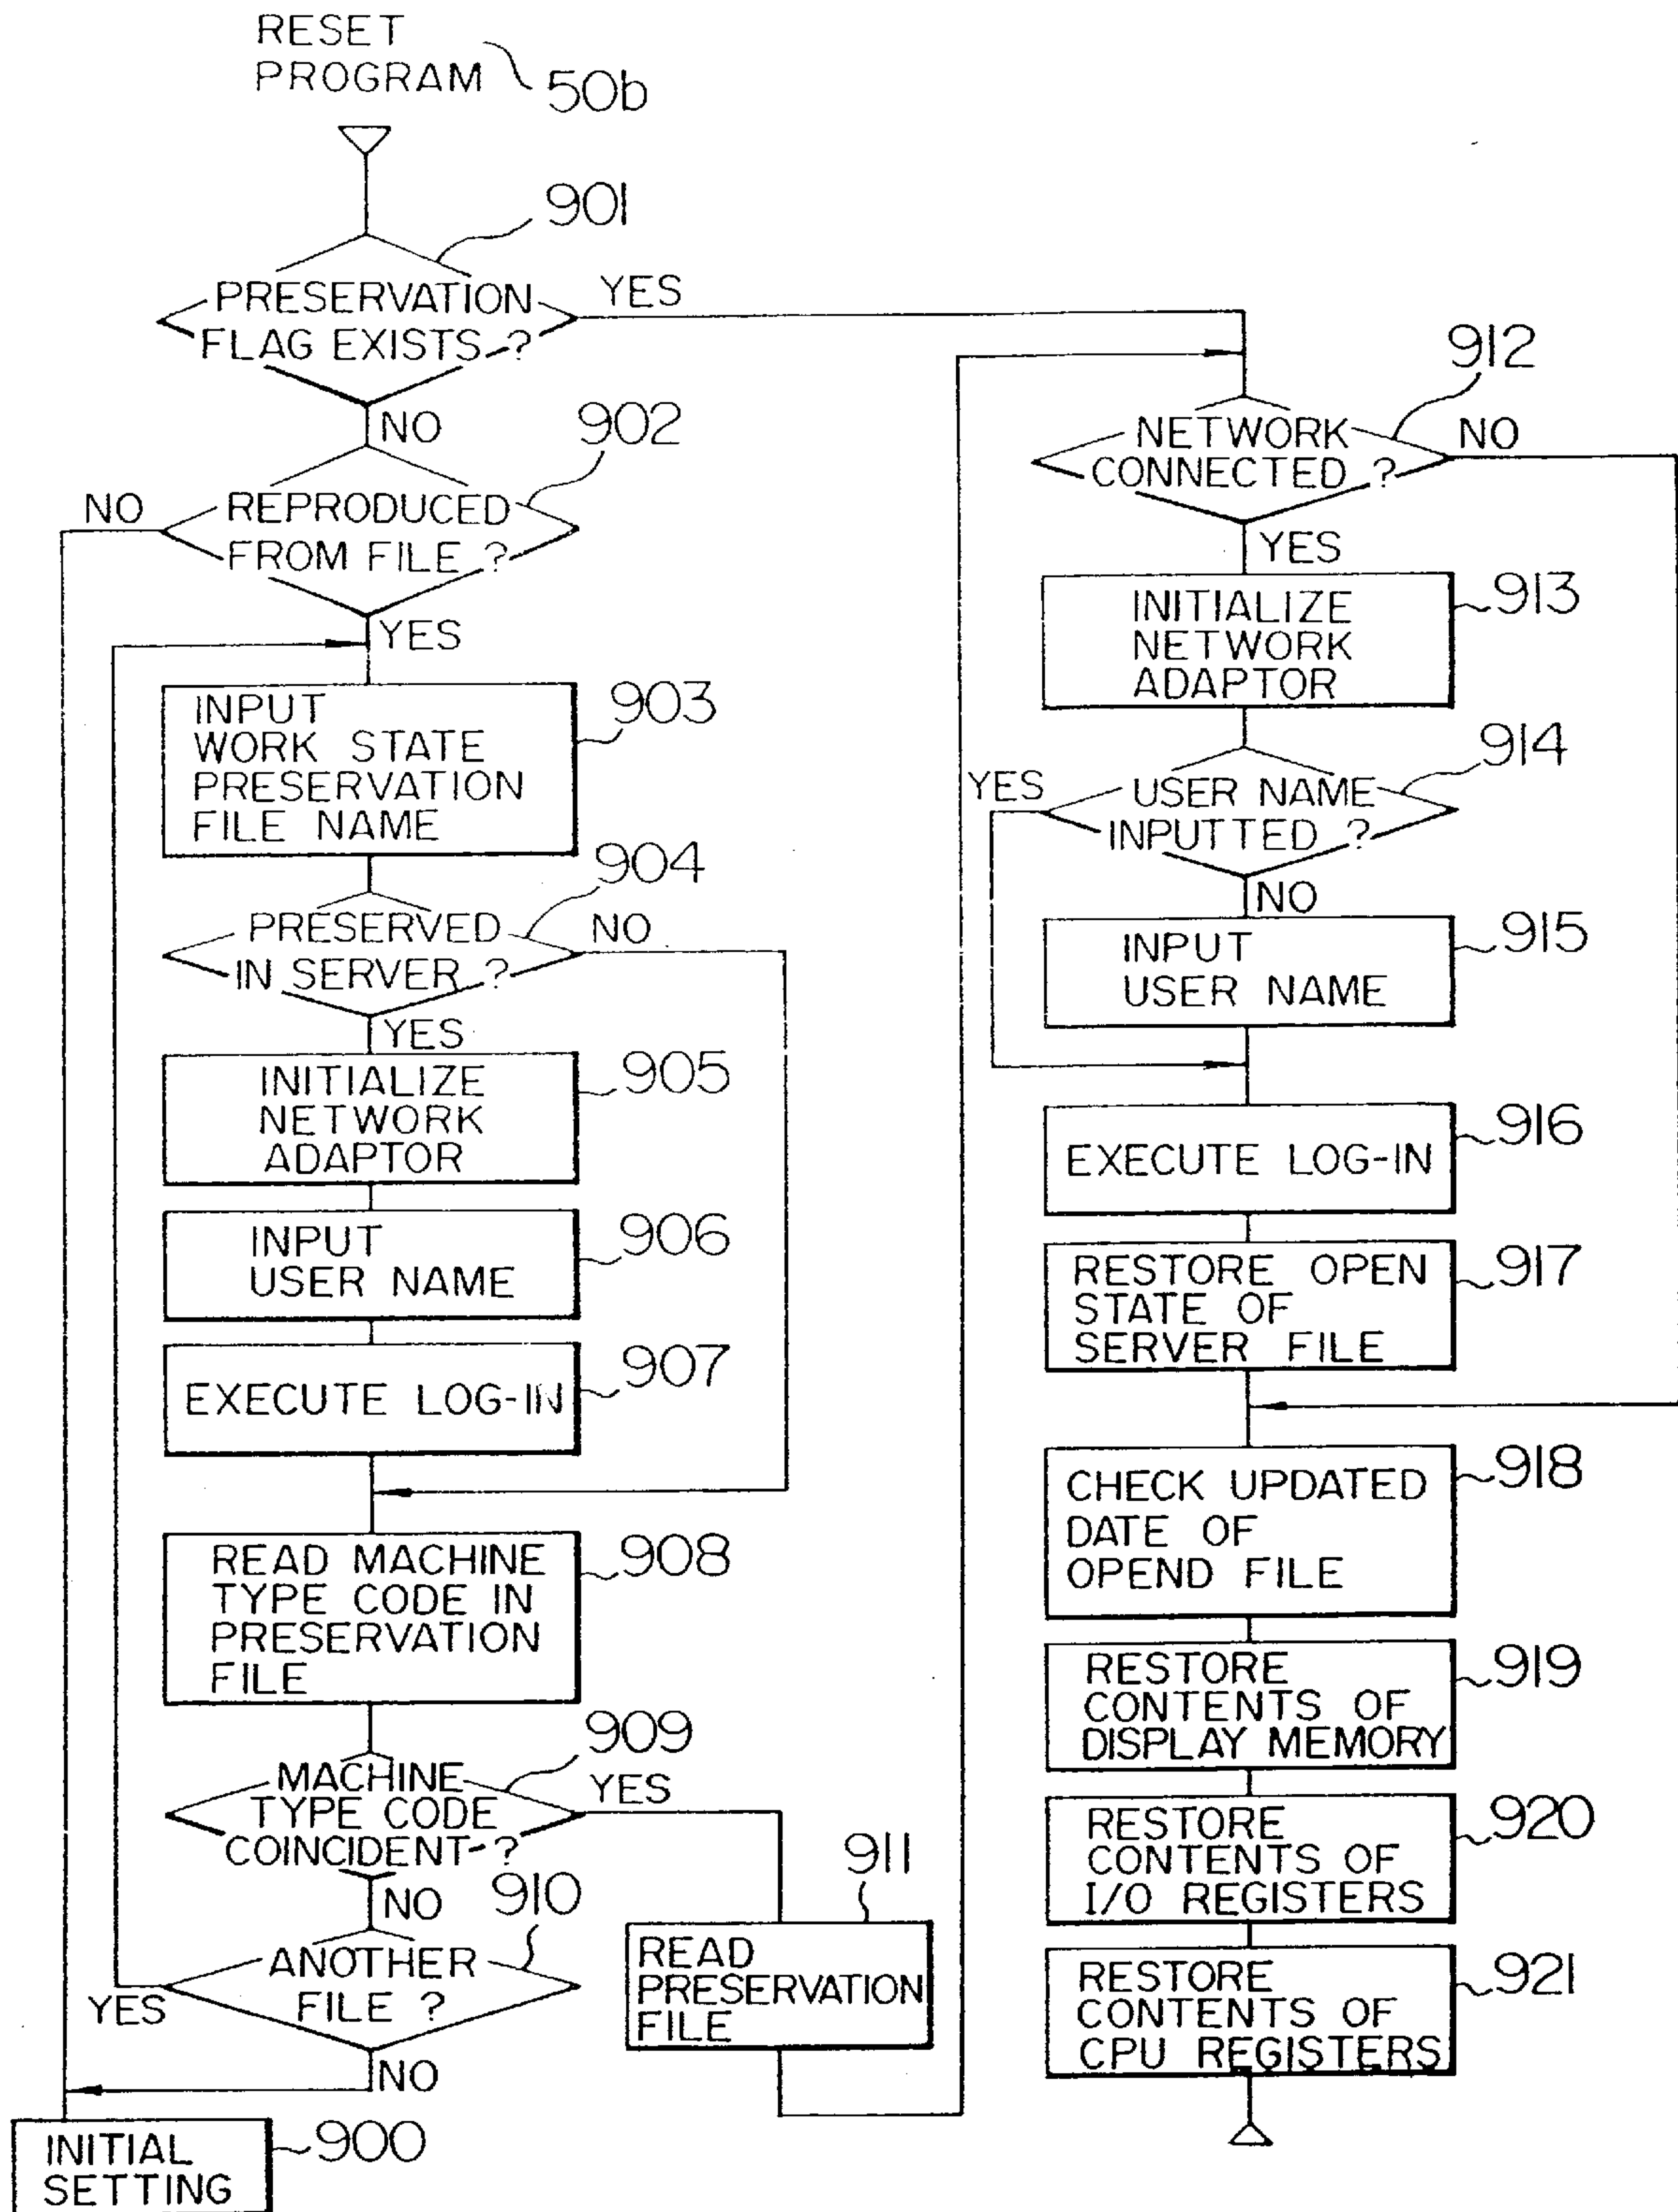 RESET
PROGRAM
50b
901
PRESERVATION
FLAG EXISTS ?
YES
NO
902
NO
REPRODUCED
FROM FILE ?
YES
INPUT
WORK STATE
PRESERVATION
FILE NAME
903
904
PRESERVED
IN SERVER ?
NO
YES
INITIALIZE
NETWORK
ADAPTOR
905
INPUT
USER NAME
906
EXECUTE LOG-IN
907
READ MACHINE
TYPE CODE IN
PRESERVATION
FILE
908
909
MACHINE
TYPE CODE
COINCIDENT ?
YES
NO
910
ANOTHER
FILE ?
YES
NO
911
READ
PRESERVATION
FILE
INITIAL
SETTING
900
912
NETWORK
CONNECTED ?
NO
YES
INITIALIZE
NETWORK
ADAPTOR
913
914
YES
USER NAME
INPUTTED ?
NO
INPUT
USER NAME
915
EXECUTE LOG-IN
916
RESTORE OPEN
STATE OF
SERVER FILE
917
CHECK UPDATED
DATE OF
OPEND FILE
918
RESTORE
CONTENTS OF
DISPLAY MEMORY
919
RESTORE
CONTENTS OF
I/O REGISTERS
920
RESTORE
CONTENTS OF
CPU REGISTERS
921